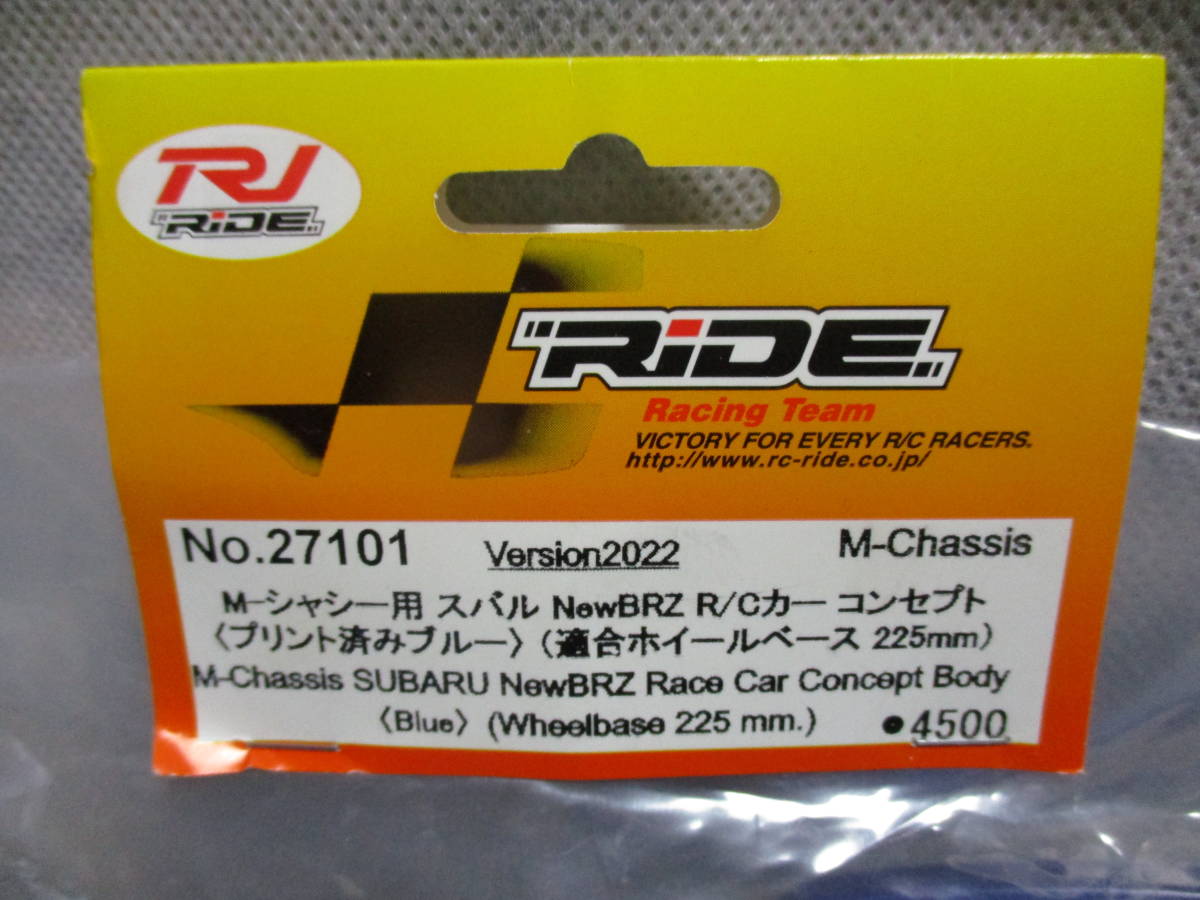 RJ
"RiDE"
"RiDE"
Racing Team
VICTORY FOR EVERY R/C RACERS.
http://www.rc-ride.co.jp/
No.27101 Version2022 M-Chassis
M-シャシー用 スバル NewBRZ R/Cカー コンセプト
〈プリント済みブルー〉(適合ホイールベース 225mm)
M-Chassis SUBARU NewBRZ Race Car Concept Body
〈Blue〉(Wheelbase 225 mm.) ●4500